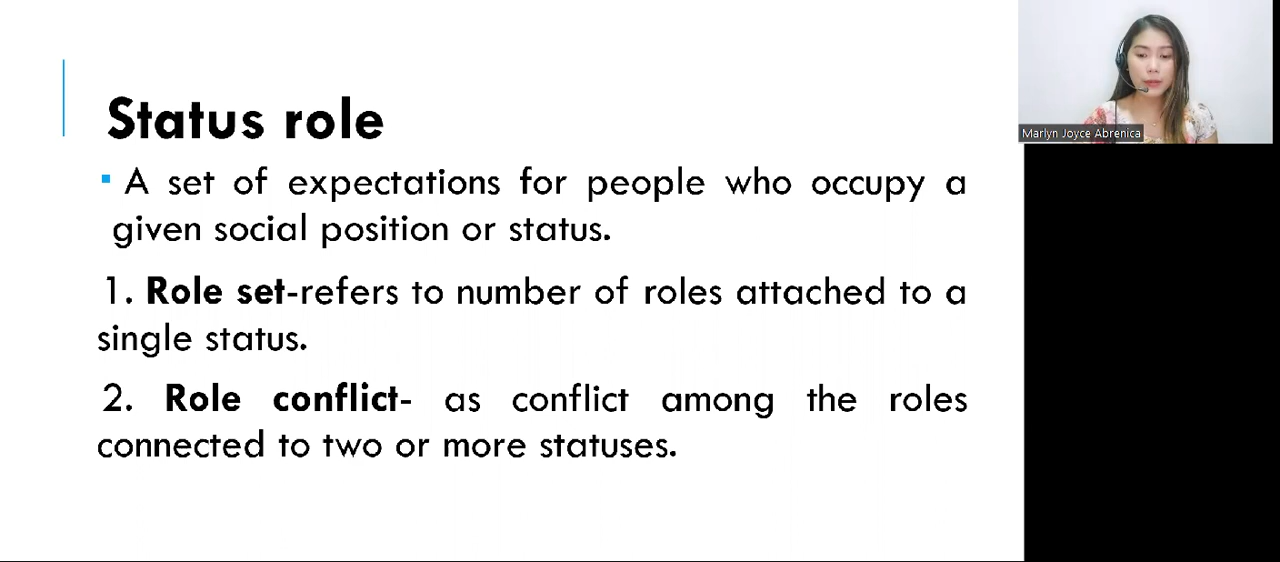 Status role
A set of expectations for people who occupy a
given social position or status.
1. Role set-refers to number of roles attached to a
single status.
2. Role conflict- as conflict among the roles
connected to two or more statuses.
Marlyn Joyce Abrenica